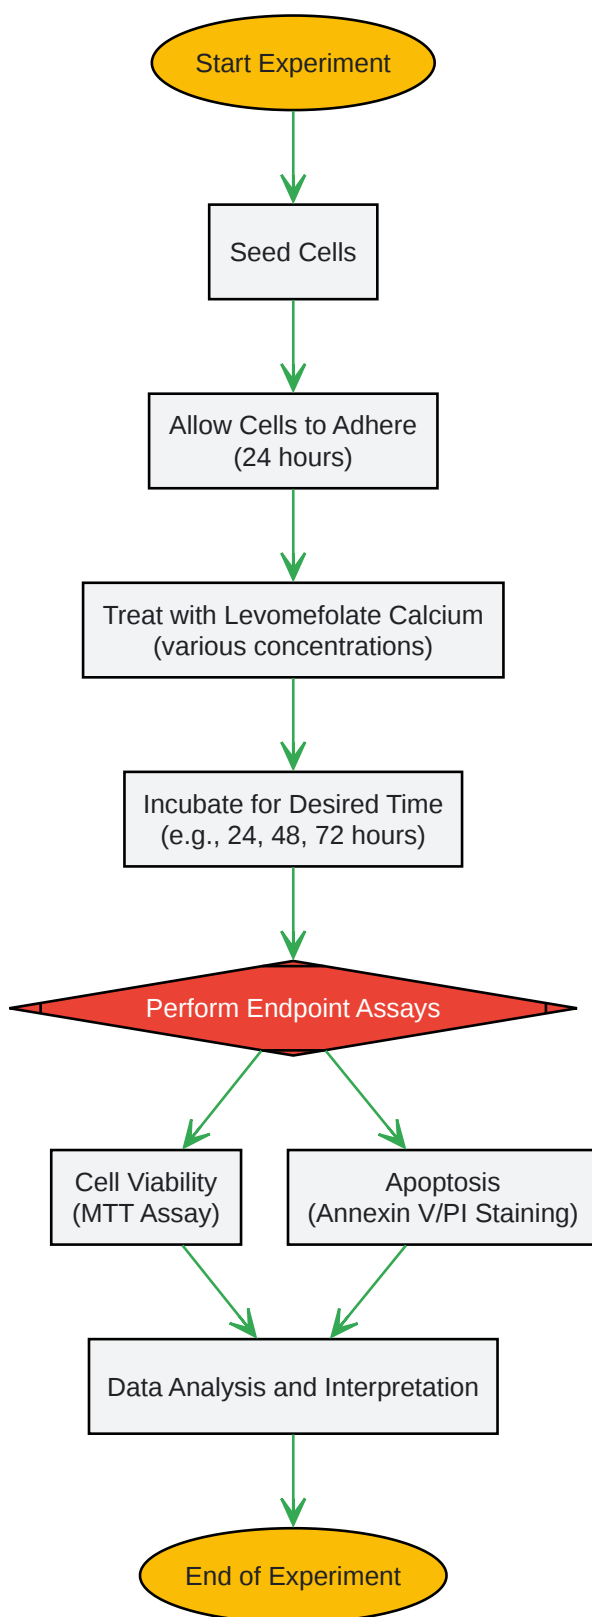 Start Experiment
Seed Cells
Allow Cells to Adhere
(24 hours)
Treat with Levomefolate Calcium
(various concentrations)
Incubate for Desired Time
(e.g., 24, 48, 72 hours)
Perform Endpoint Assays
Cell Viability
(MTT Assay)
Apoptosis
(Annexin V/PI Staining)
Data Analysis and Interpretation
End of Experiment